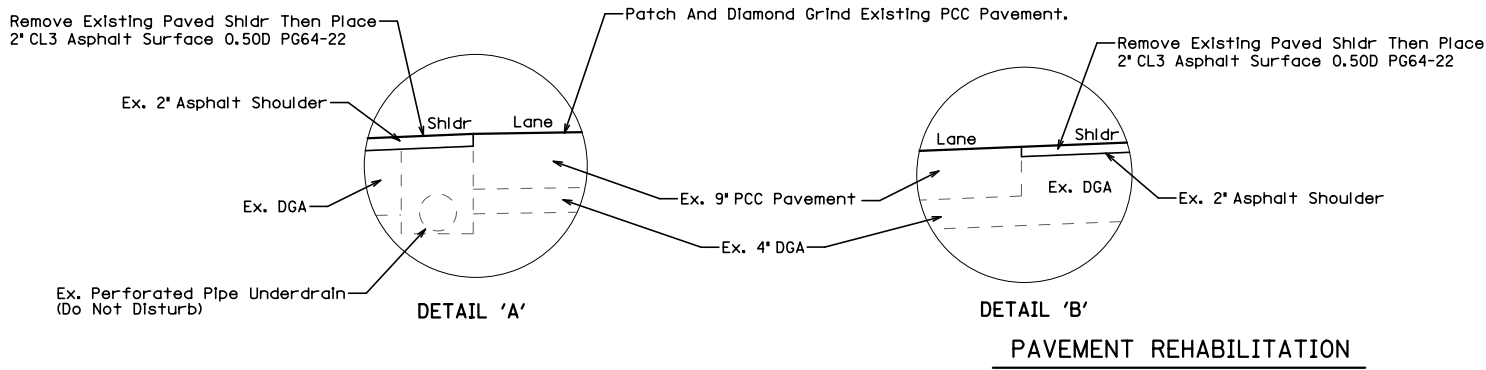 Remove Existing Paved Shldr Then Place
2" CL3 Asphalt Surface 0.50D PG64-22
Patch And Diamond Grind Existing PCC Pavement.
Remove Existing Paved Shldr Then Place
2" CL3 Asphalt Surface 0.50D PG64-22
Ex. 2" Asphalt Shoulder
Shldr
Lane
Lane
Shldr
Ex. DGA
Ex. 9" PCC Pavement
Ex. DGA
Ex. 2" Asphalt Shoulder
Ex. 4" DGA
Ex. Perforated Pipe Underdrain
(Do Not Disturb)
DETAIL 'A'
DETAIL 'B'
PAVEMENT REHABILITATION